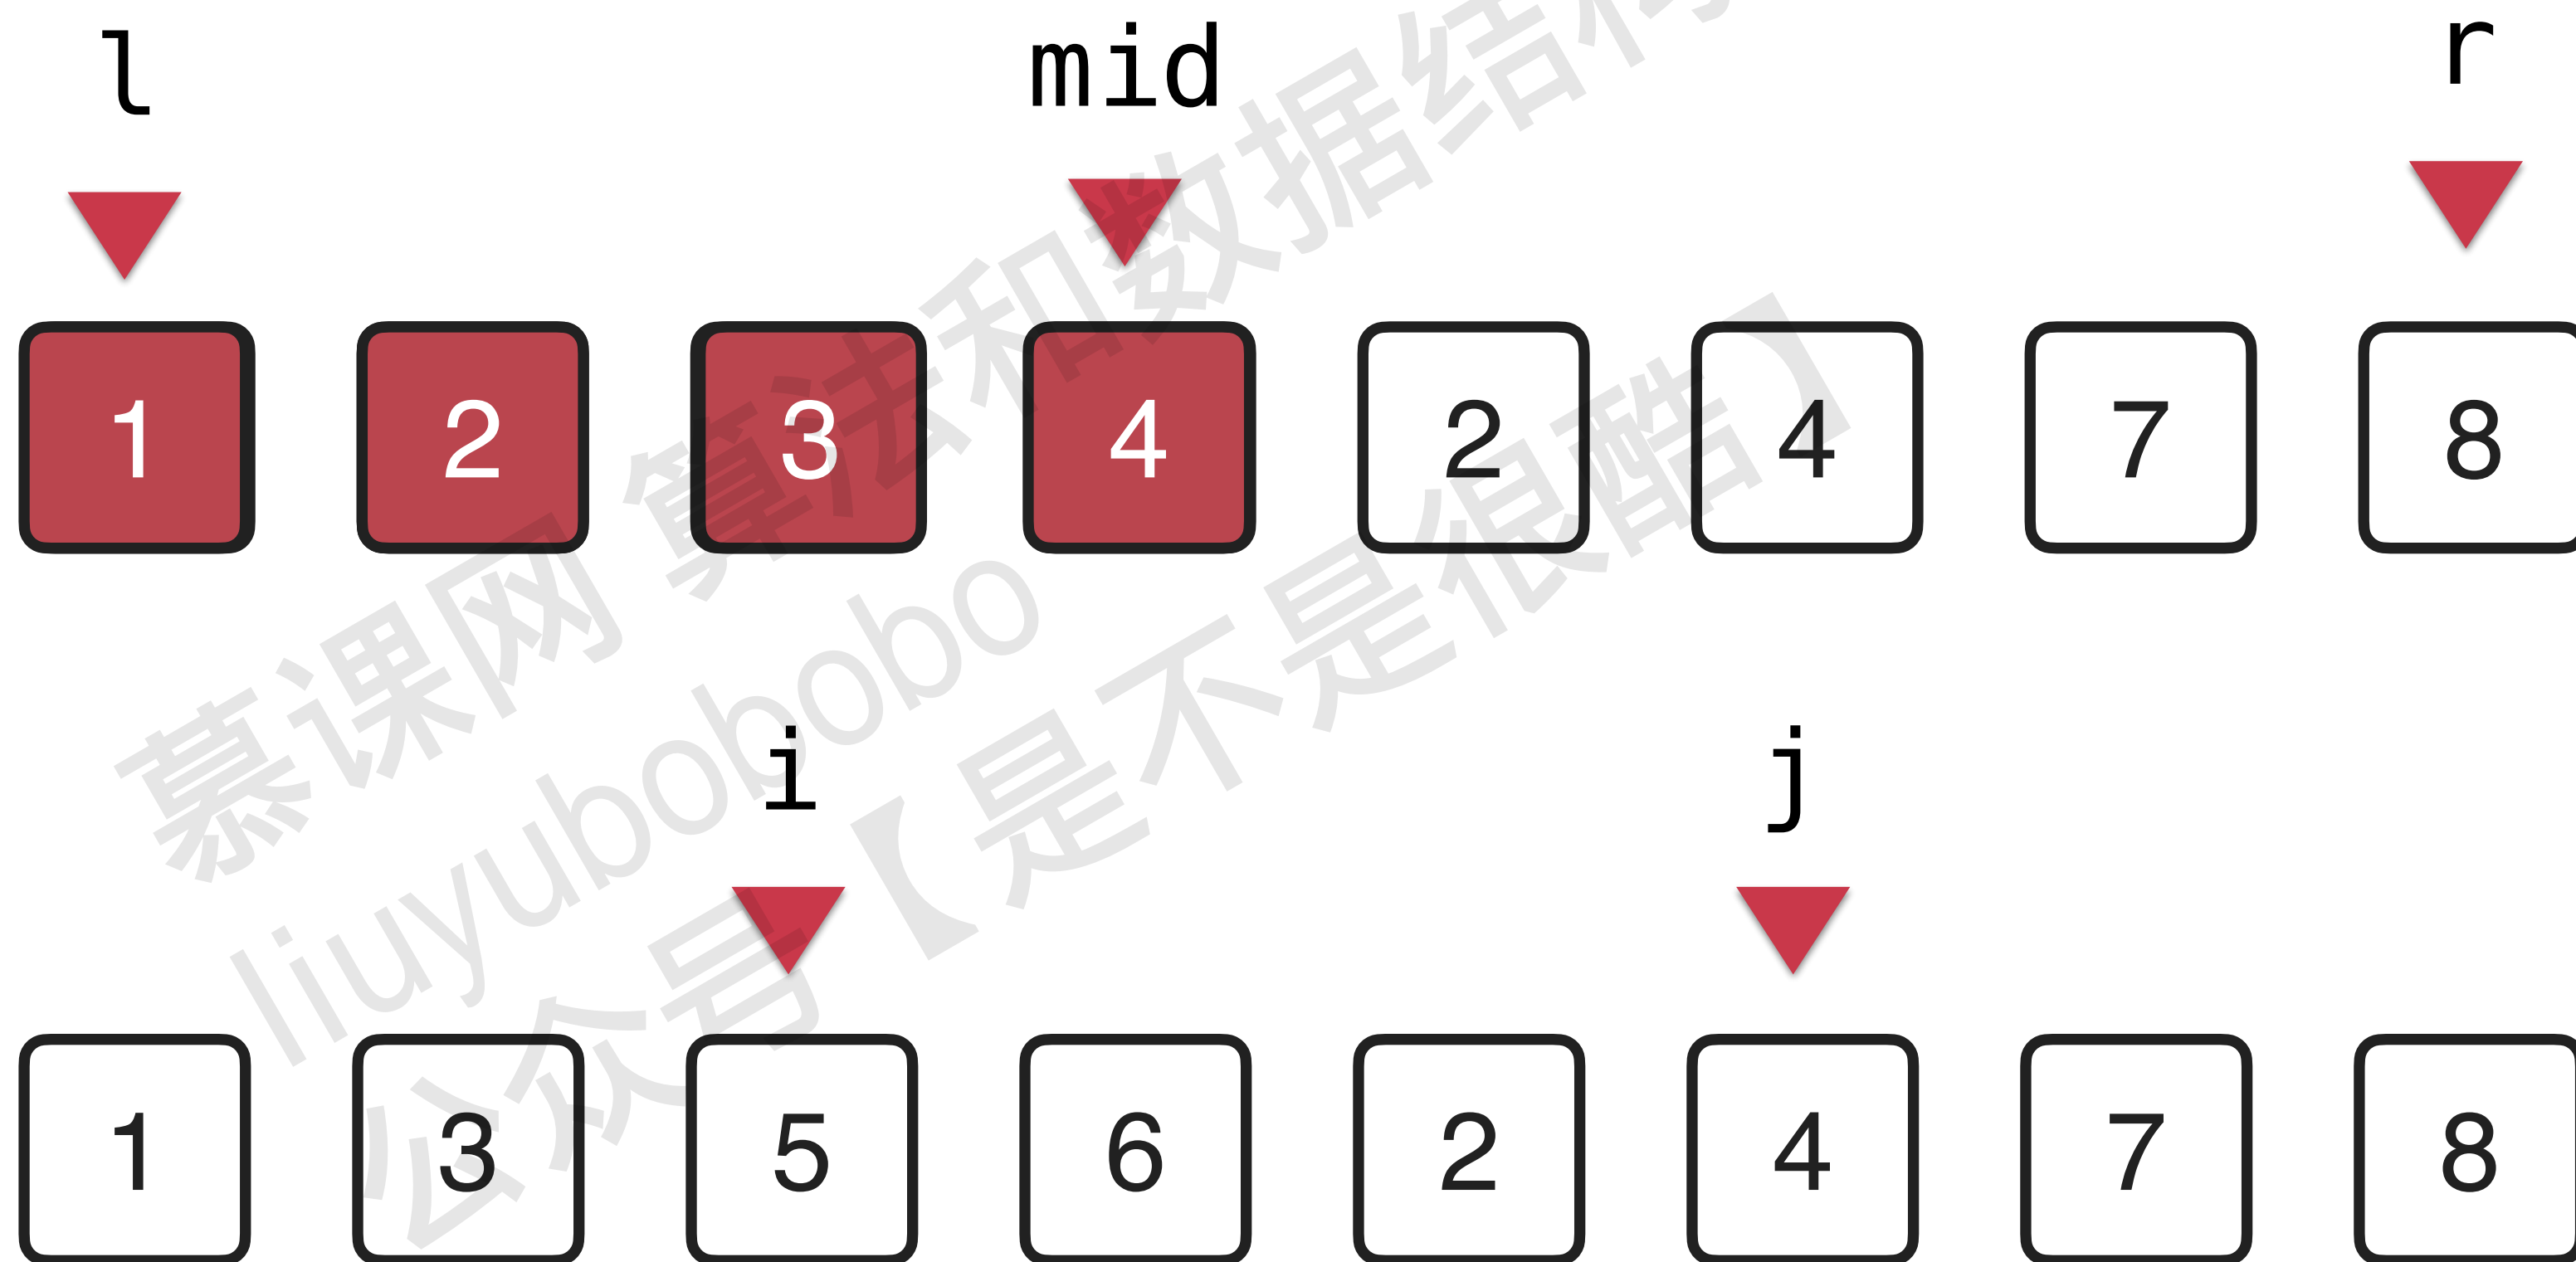 l mid r
1 2 3 4 2 4 7 8
i j
1 3 5 6 2 4 7 8
慕课网 算法和数据结构
liuyubobobo
公众号【是不是很酷】